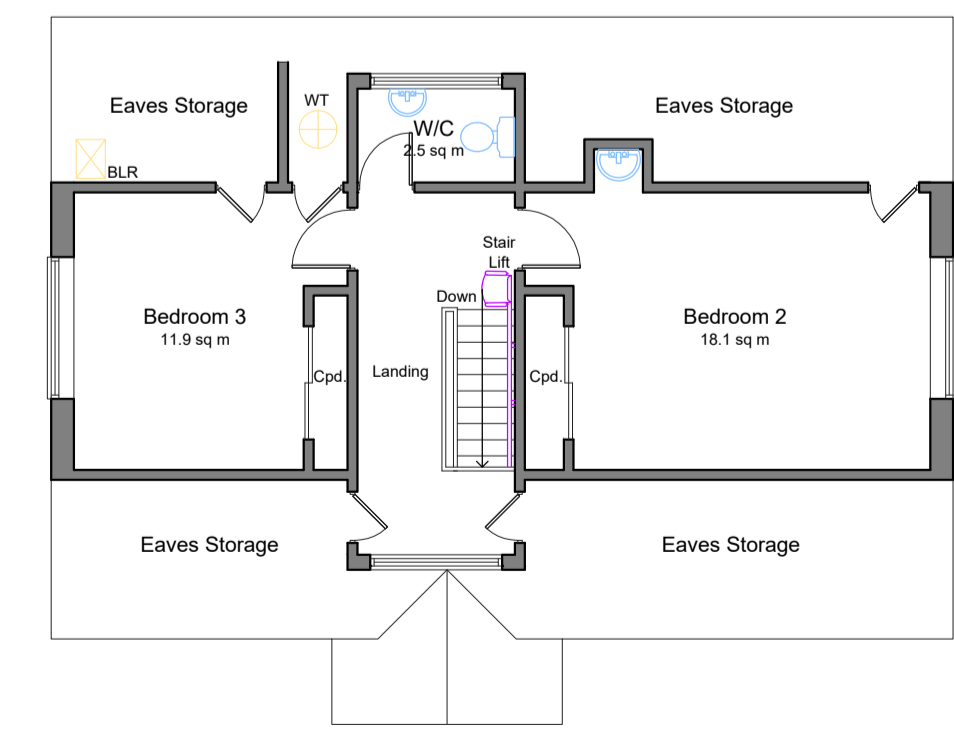 Eaves Storage
WT
Eaves Storage
W/C
2.5 sq m
BLR
Stair
Lift
Down
Bedroom 3
11.9 sq m
Bedroom 2
18.1 sq m
Cpd.
Landing
Cpd.
Eaves Storage
Eaves Storage